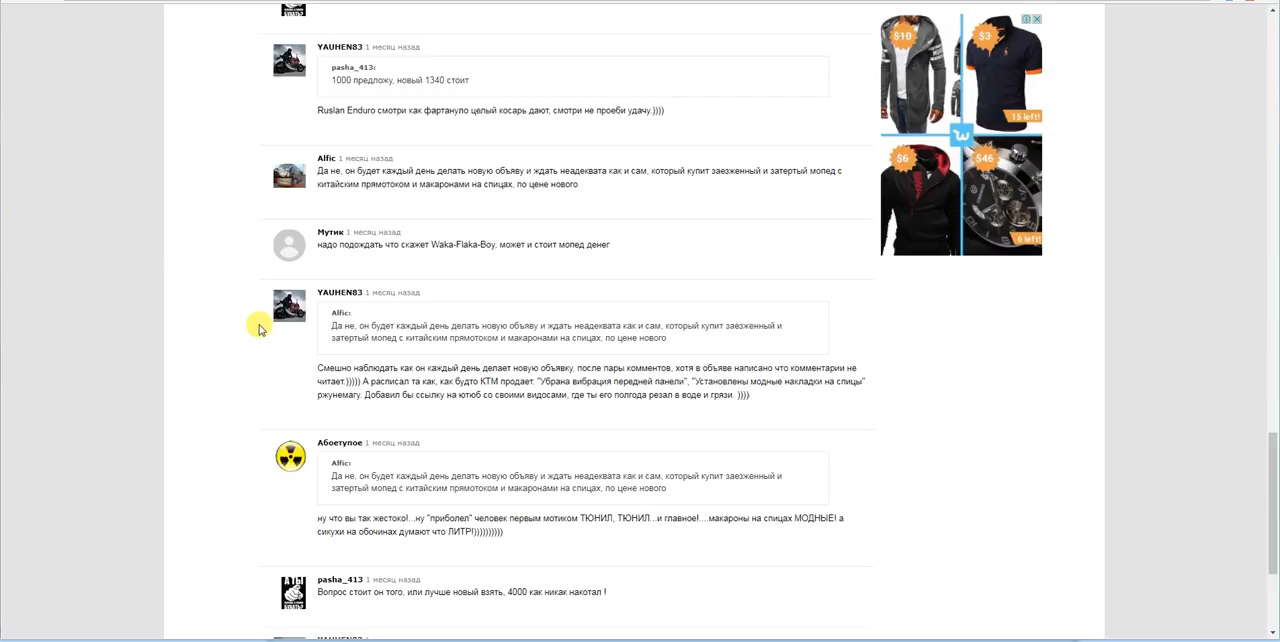 YAUHEN83 1 месяц назад
pasha_413:
1000 предложу, новый 1340 стоит
Ruslan Enduro смотри как фартануло целый косарь дают, смотри не проеби удачу.))))
Alfic 1 месяц назад
Да не, он будет каждый день делать новую объяву и ждать неадеквата как и сам, который купит заезженный и затертый мопед с
китайским прямотоком и макаронами на спицах, по цене нового
Мутик 1 месяц назад
надо подождать что скажет Waka-Flaka-Boy, может и стоит мопед денег
YAUHEN83 1 месяц назад
Alfic:
Да не, он будет каждый день делать новую объяву и ждать неадеквата как и сам, который купит заезженный и
затертый мопед с китайским прямотоком и макаронами на спицах, по цене нового
Смешно наблюдать как он каждый день делает новую объявку, после пары комментов, хотя в объяве написано что комментарии не
читает.))))) А расписал та как, как будто КТМ продает. "Убрана вибрация передней панели", "Установлены модные накладки на спицы"
ржунемагу. Добавил бы ссылку на ютюб со своими видосами, где ты его полгода резал в воде и грязи. ))))
Абоетупое 1 месяц назад
Alfic:
Да не, он будет каждый день делать новую объяву и ждать неадеквата как и сам, который купит заезженный и
затертый мопед с китайским прямотоком и макаронами на спицах, по цене нового
ну что вы так жестоко!...ну "приболел" человек первым мотиком ТЮНИЛ, ТЮНИЛ...и главное!....макароны на спицах МОДНЫЕ! а
сикухи на обочинах думают что ЛИТР!))))))))))
А ТЫ
pasha_413 1 месяц назад
Вопрос стоит он того, или лучше новый взять, 4000 как никак накотал !
YAUHEN83
$10
$3
15 left!
$6
$46
6 left!